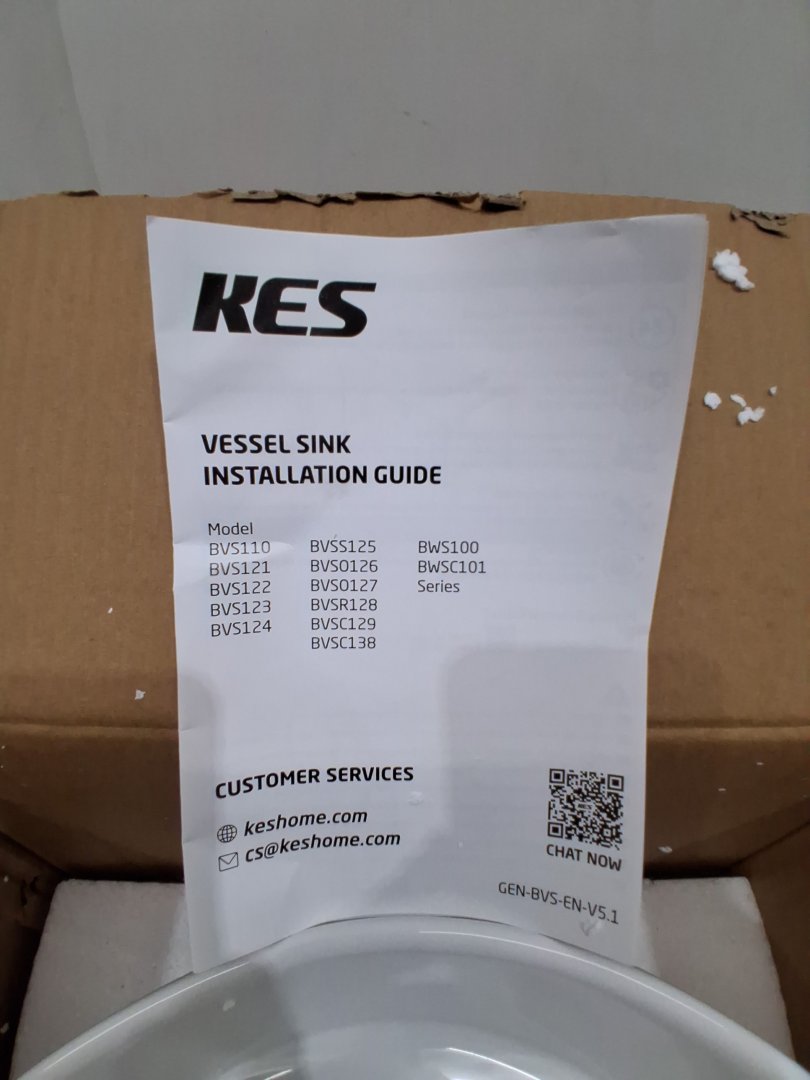 KES
VESSEL SINK
INSTALLATION GUIDE
Model
BVS110
BVS121
BVS122
BVS123
BVS124
BVSS125
BVSO126
BVSO127
BVSR128
BVSC129
BVSC138
BWS100
BWSC101
Series
CUSTOMER SERVICES
keshome.com
cs@keshome.com
CHAT NOW
GEN-BVS-EN-V5.1